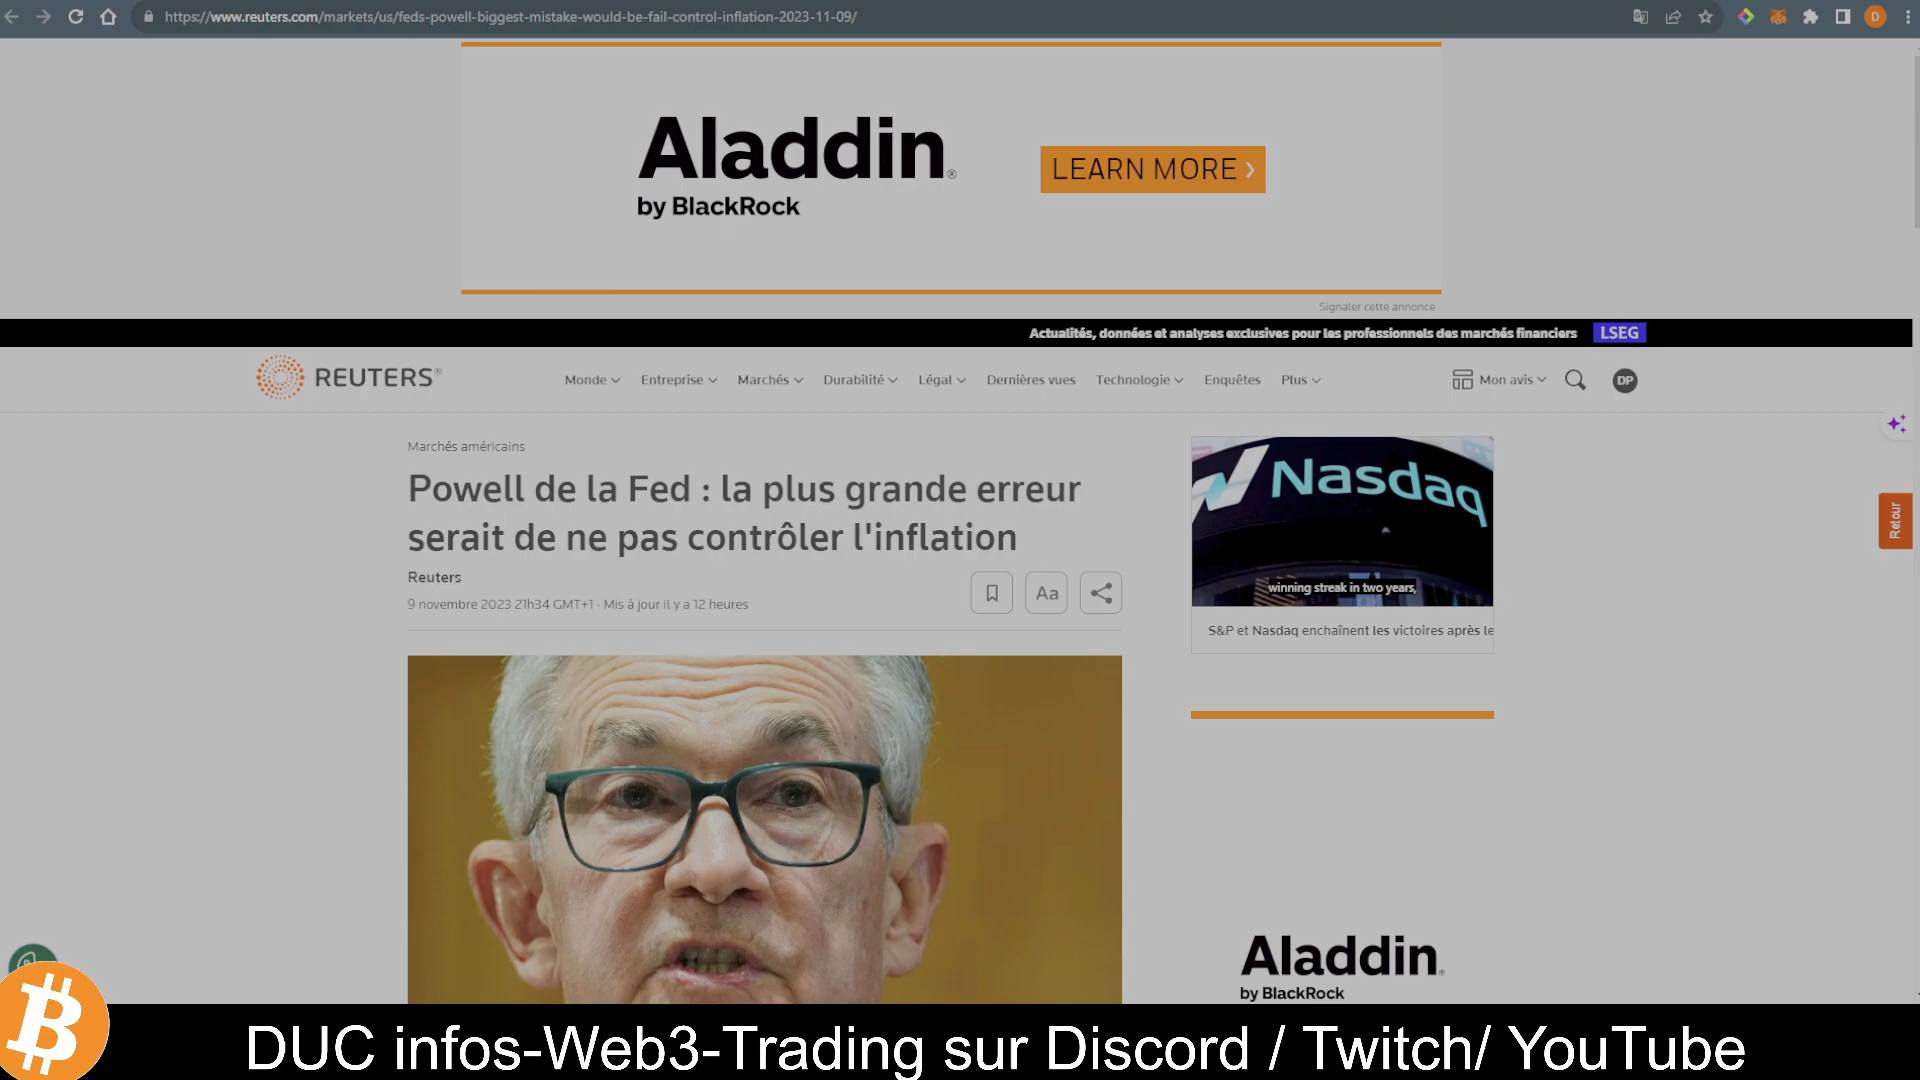 https://www.reuters.com/markets/us/feds-powell-biggest-mistake-would-be-fail-control-inflation-2023-11-09/
D
Aladdin®
by BlackRock
LEARN MORE ›
Signaler cette annonce
Actualités, données et analyses exclusives pour les professionnels des marchés financiers LSEG
REUTERS®
Monde Entreprise Marchés Durabilité Légal Dernières vues Technologie Enquêtes Plus
Mon avis
DP
Marchés américains
Powell de la Fed : la plus grande erreur
serait de ne pas contrôler l'inflation
Reuters
9 novembre 2023 21h34 GMT+1 · Mis à jour il y a 12 heures
Aa
Nasdaq
winning streak in two years,
S&P et Nasdaq enchaînent les victoires après le
Retour
Aladdin®
by BlackRock
DUC infos-Web3-Trading sur Discord / Twitch/ YouTube